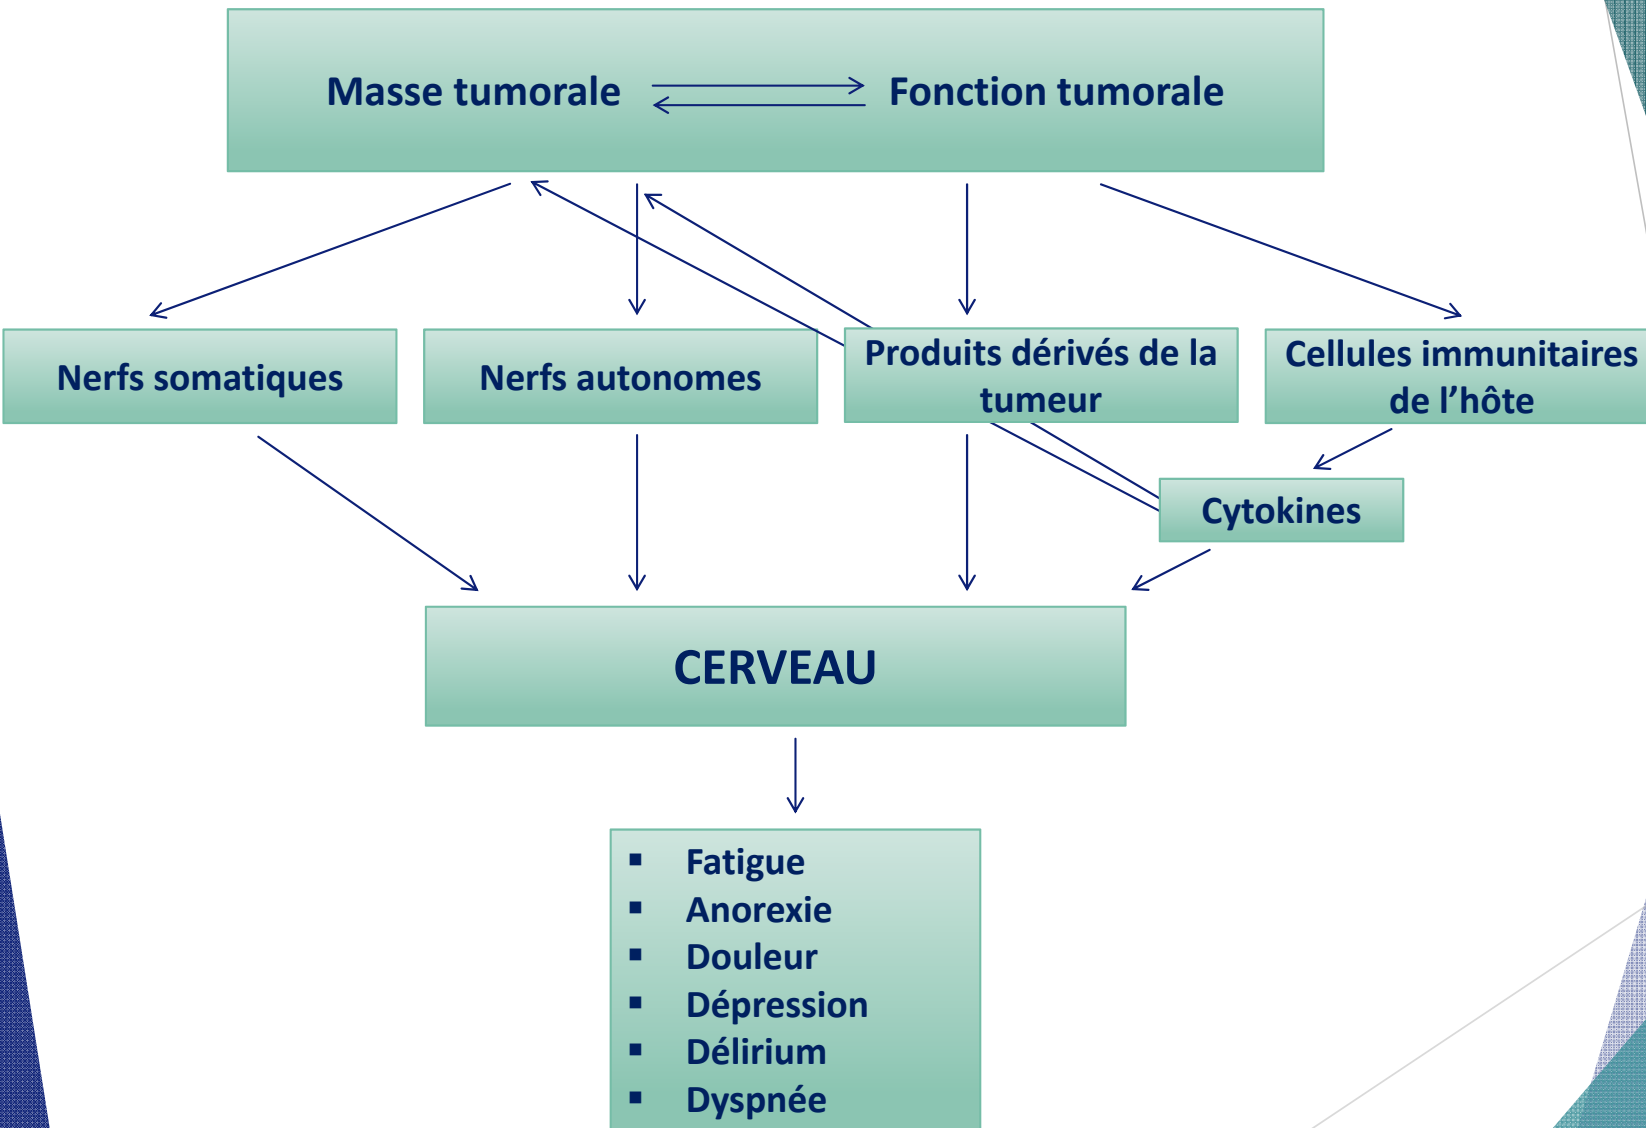 Masse tumorale Fonction tumorale
Nerfs somatiques
Nerfs autonomes
Produits dérivés de la
tumeur
Cellules immunitaires
de l’hôte
Cytokines
CERVEAU
▪ Fatigue
▪ Anorexie
▪ Douleur
▪ Dépression
▪ Délirium
▪ Dyspnée